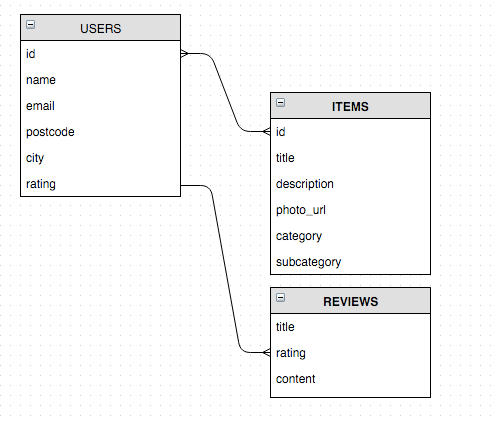 USERS
id
name
email
postcode
city
rating
ITEMS
id
title
description
photo_url
category
subcategory
REVIEWS
title
rating
content